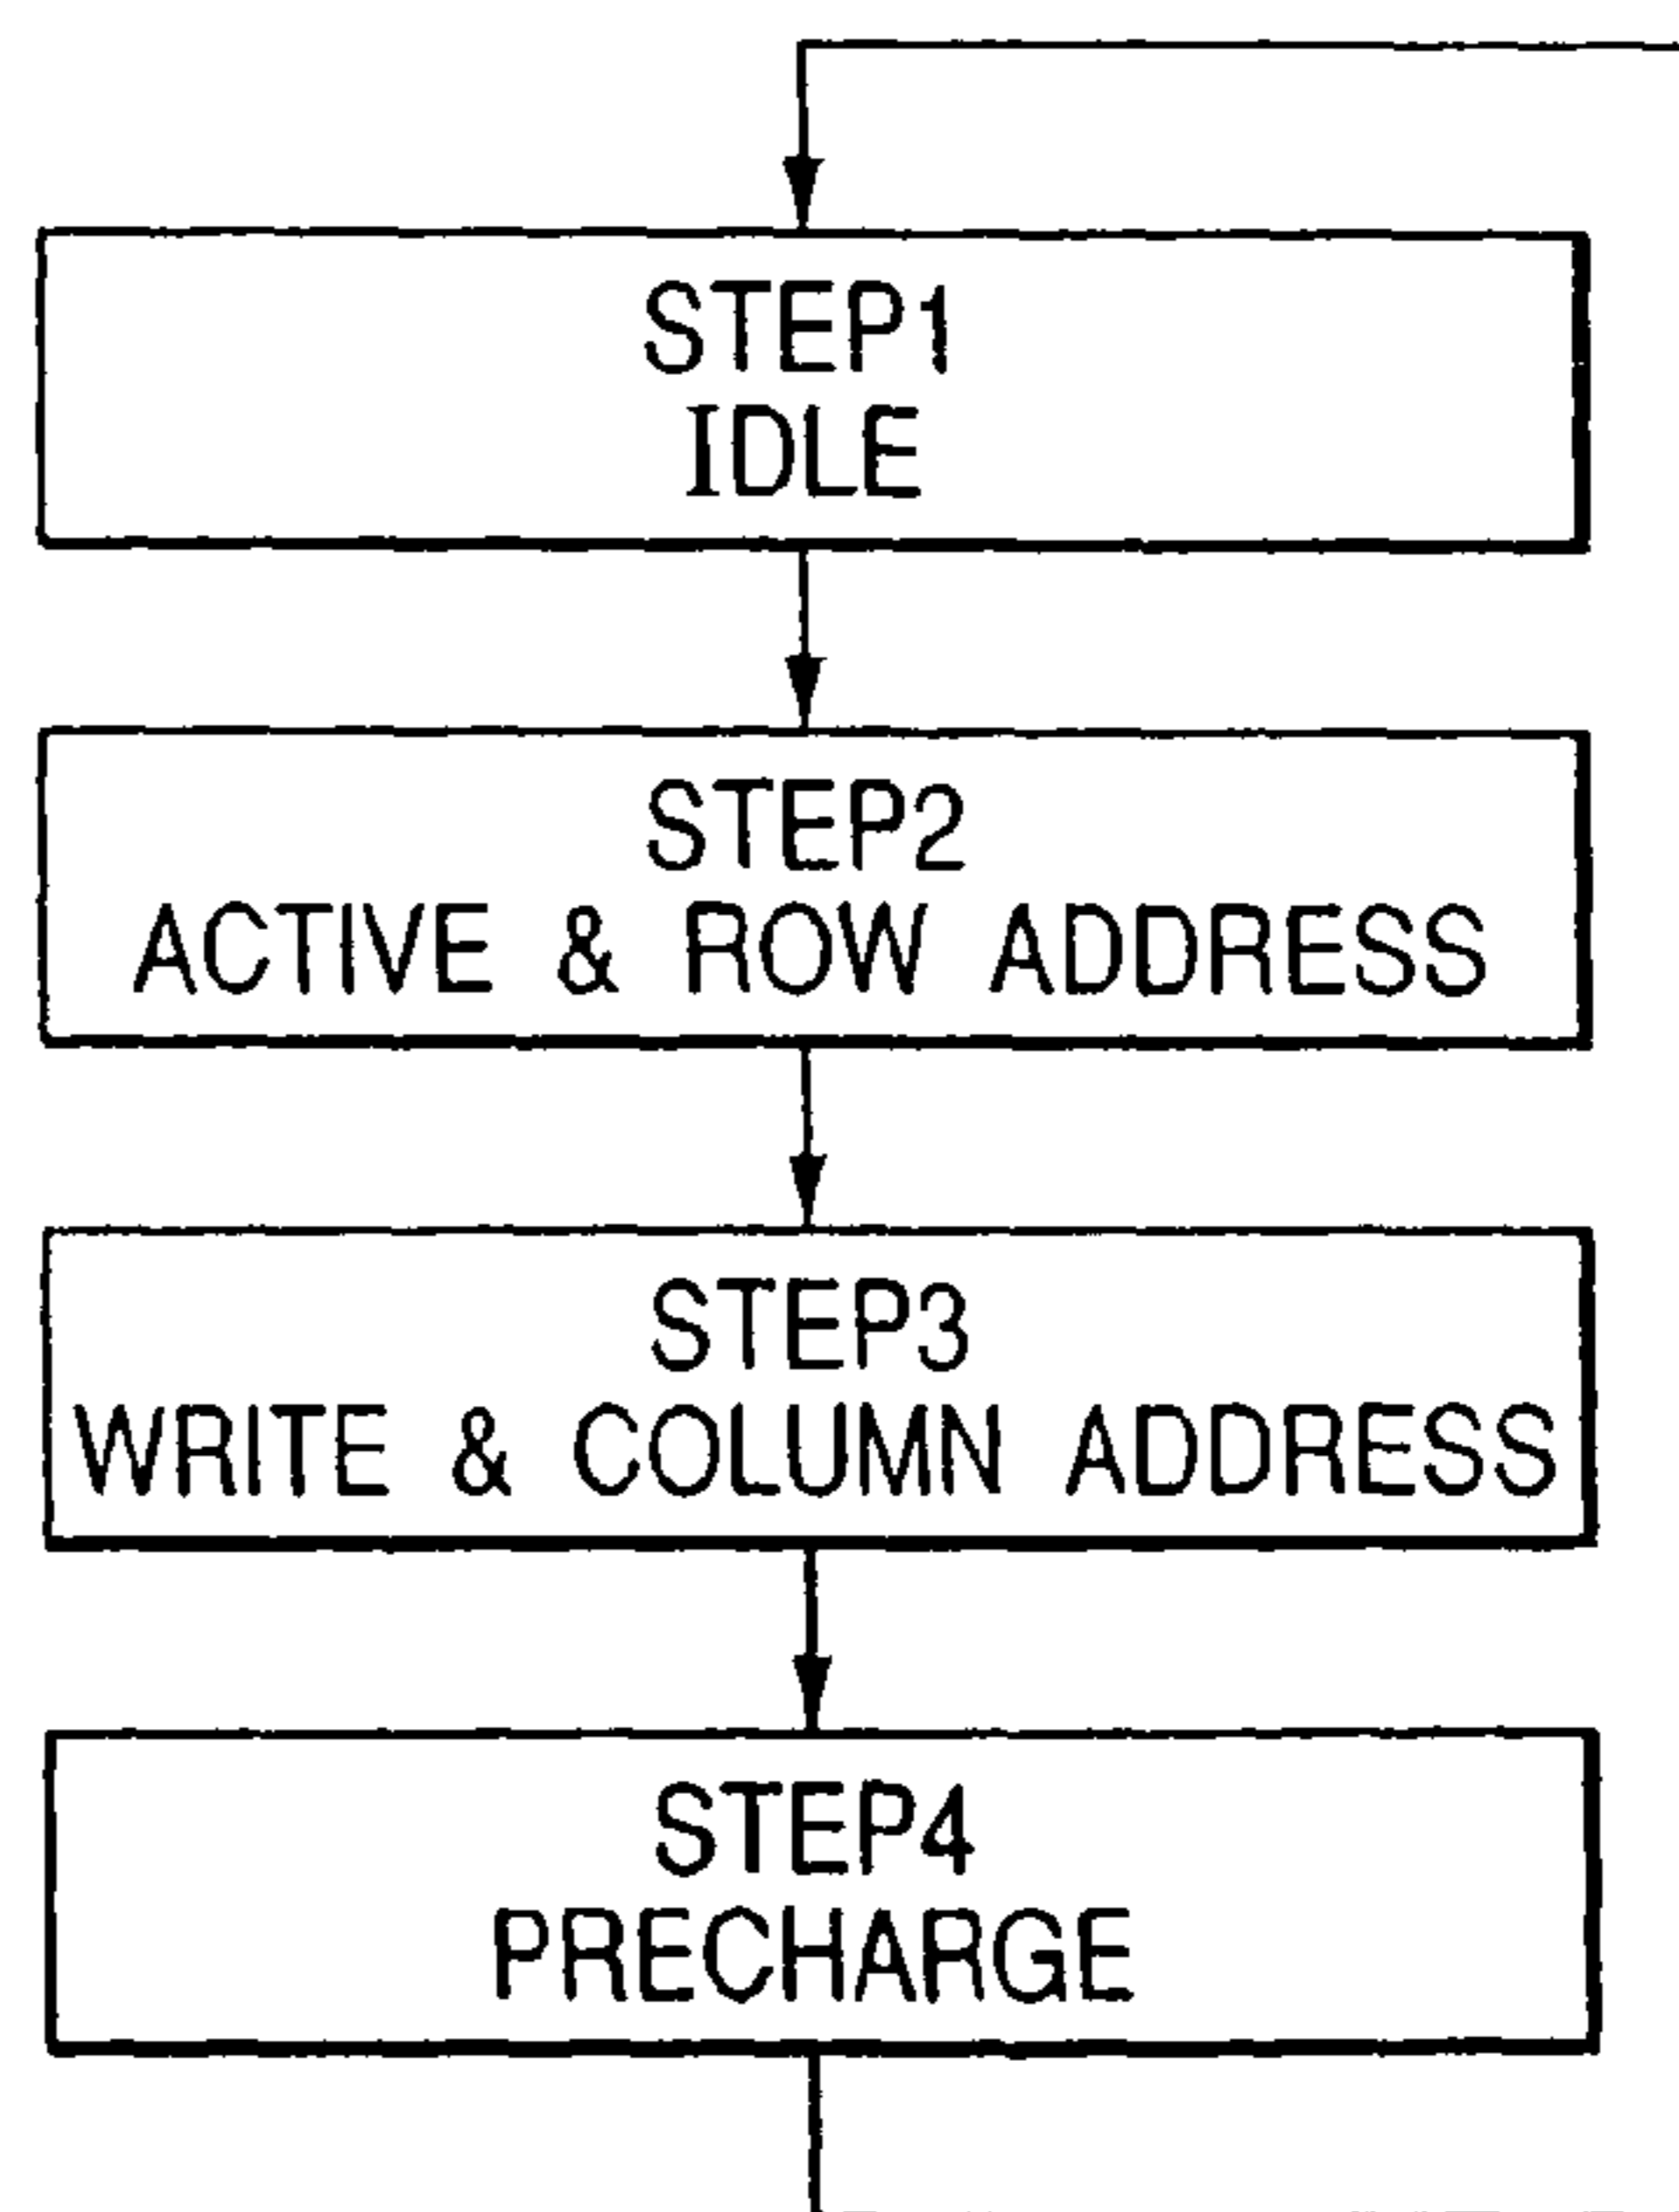 STEP1
IDLE
STEP2
ACTIVE & ROW ADDRESS
STEP3
WRITE & COLUMN ADDRESS
STEP4
PRECHARGE